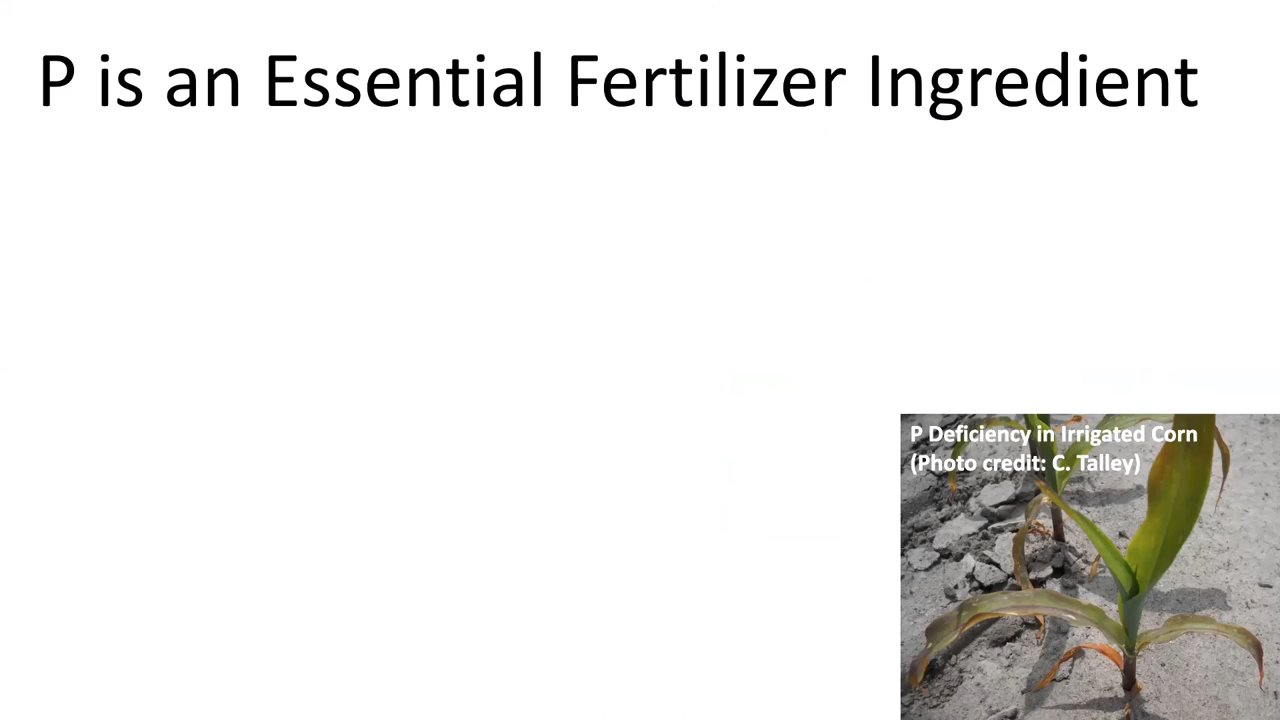 P is an Essential Fertilizer Ingredient
P Deficiency in Irrigated Corn
(Photo credit: C. Talley)